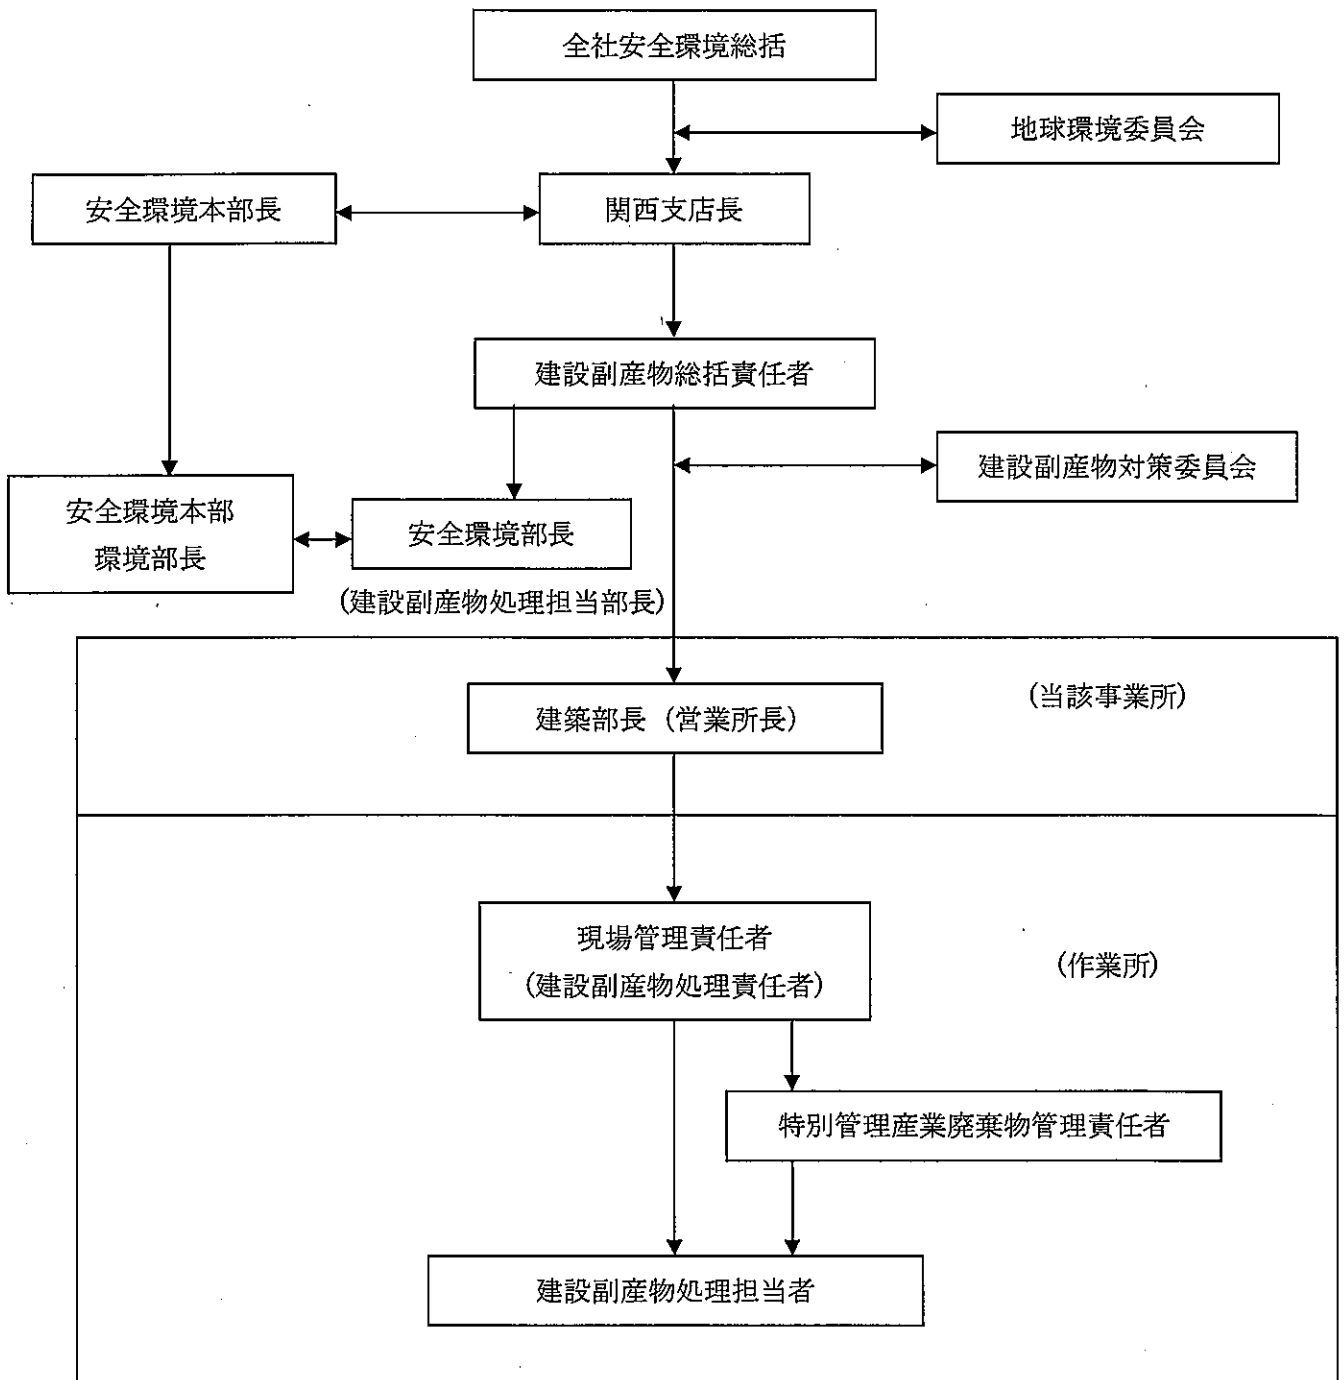 全社安全環境総括
地球環境委員会
安全環境本部長
関西支店長
建設副産物総括責任者
建設副産物対策委員会
安全環境本部
環境部長
安全環境部長
(建設副産物処理担当部長)
(当該事業所)
建築部長（営業所長）
現場管理責任者
(建設副産物処理責任者)
(作業所)
特別管理産業廃棄物管理責任者
建設副産物処理担当者